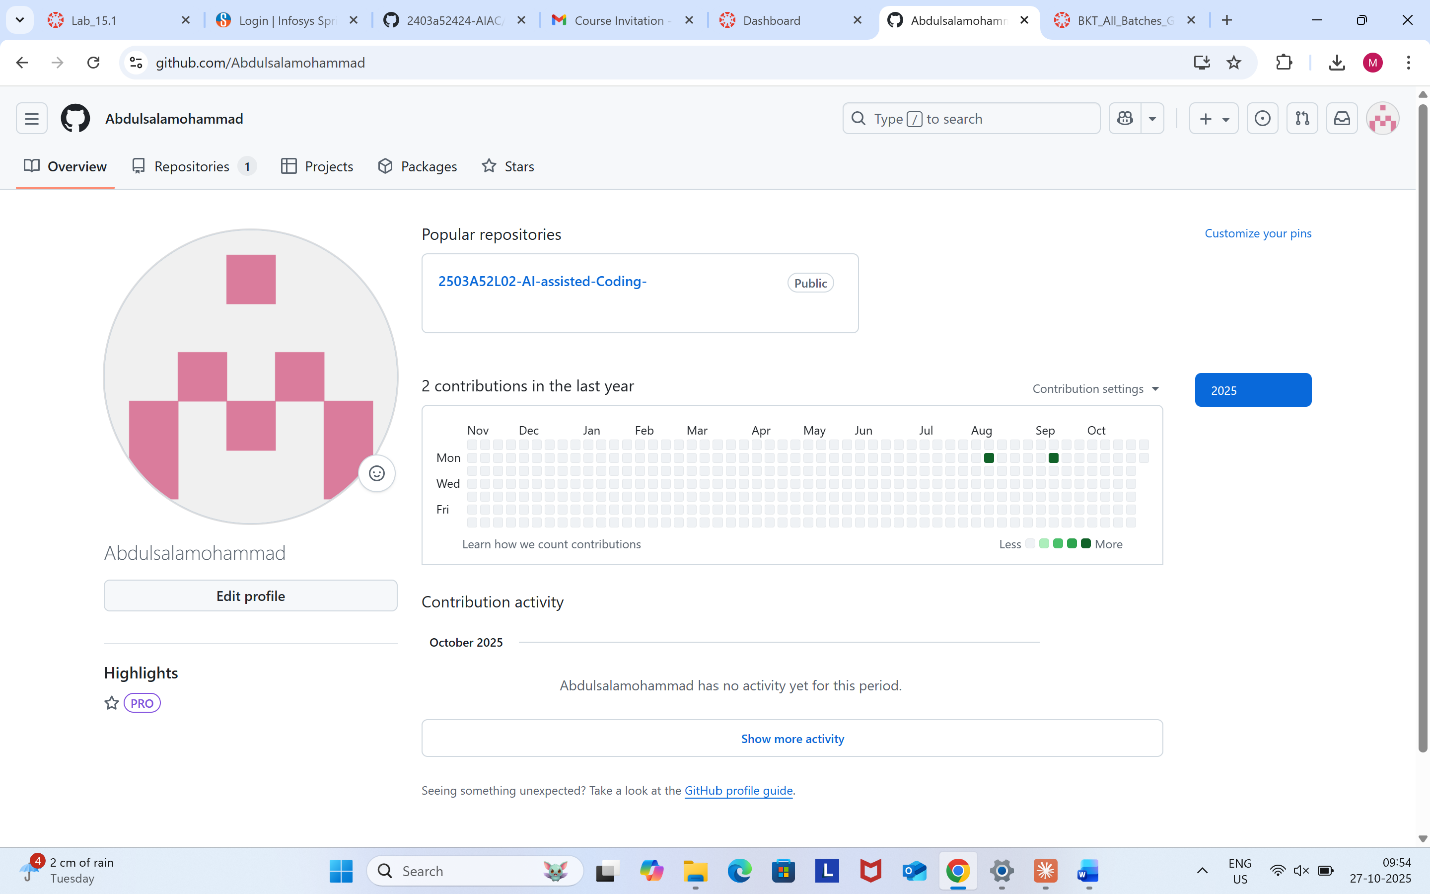 Lab_15.1
Login | Infosys Spr
2403a52424-AIAC
Course Invitation -
Dashboard
Abdulsalamohamm
BKT_All_Batches_G
github.com/Abdulsalamohammad
M
Abdulsalamohammad
Type / to search
Overview
Repositories 1
Projects
Packages
Stars
Popular repositories
Customize your pins
2503A52L02-AI-assisted-Coding-
Public
2 contributions in the last year
Contribution settings
2025
Nov Dec Jan Feb Mar Apr May Jun Jul Aug Sep Oct
Mon
Wed
Fri
Learn how we count contributions
Less More
Abdulsalamohammad
Edit profile
Contribution activity
October 2025
Highlights
PRO
Abdulsalamohammad has no activity yet for this period.
Show more activity
Seeing something unexpected? Take a look at the GitHub profile guide.
4
2 cm of rain
Tuesday
Search
L
ENG
US
09:54
27-10-2025